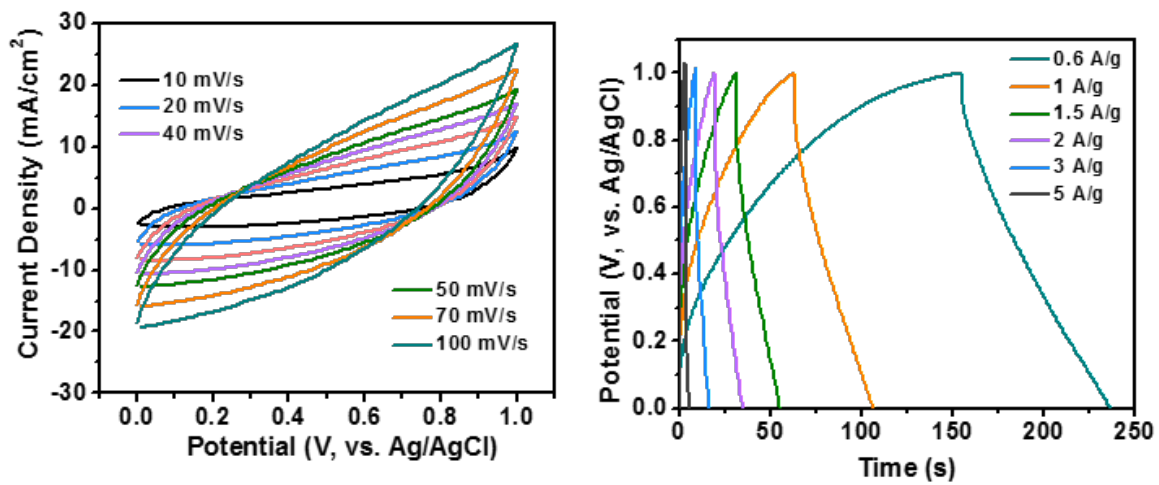 Current Density (mA/cm²)
30
20
10
0
-10
-20
-30
10 mV/s
20 mV/s
40 mV/s
50 mV/s
70 mV/s
100 mV/s
0.0 0.2 0.4 0.6 0.8 1.0
Potential (V, vs. Ag/AgCl)
Potential (V, vs. Ag/AgCl)
1.0
0.8
0.6
0.4
0.2
0.0
0.6 A/g
1 A/g
1.5 A/g
2 A/g
3 A/g
5 A/g
0 50 100 150 200 250
Time (s)